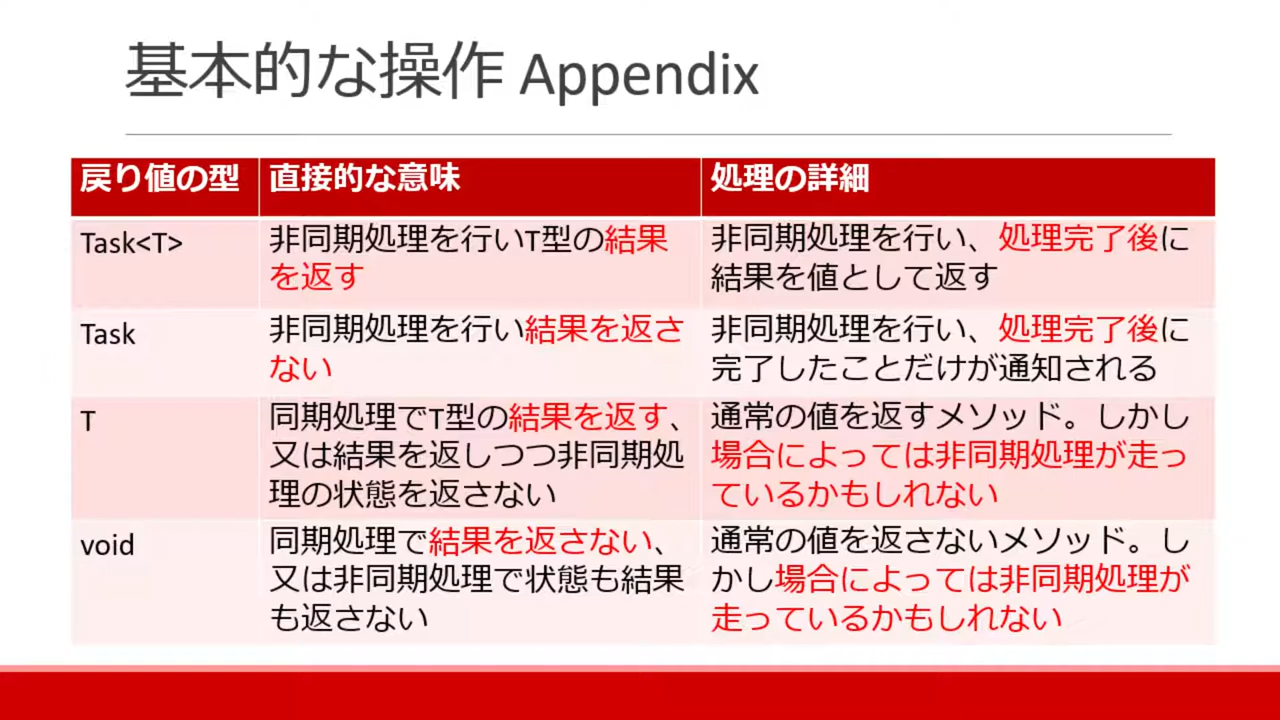 基本的な操作 Appendix
戻り値の型
直接的な意味
処理の詳細
Task<T>
非同期処理を行いT型の結果
を返す
非同期処理を行い、処理完了後に
結果を値として返す
Task
非同期処理を行い結果を返さ
ない
非同期処理を行い、処理完了後に
完了したことだけが通知される
T
同期処理でT型の結果を返す、
又は結果を返しつつ非同期処
理の状態を返さない
通常の値を返すメソッド。しかし
場合によっては非同期処理が走っ
ているかもしれない
void
同期処理で結果を返さない、
又は非同期処理で状態も結果
も返さない
通常の値を返さないメソッド。し
かし場合によっては非同期処理が
走っているかもしれない